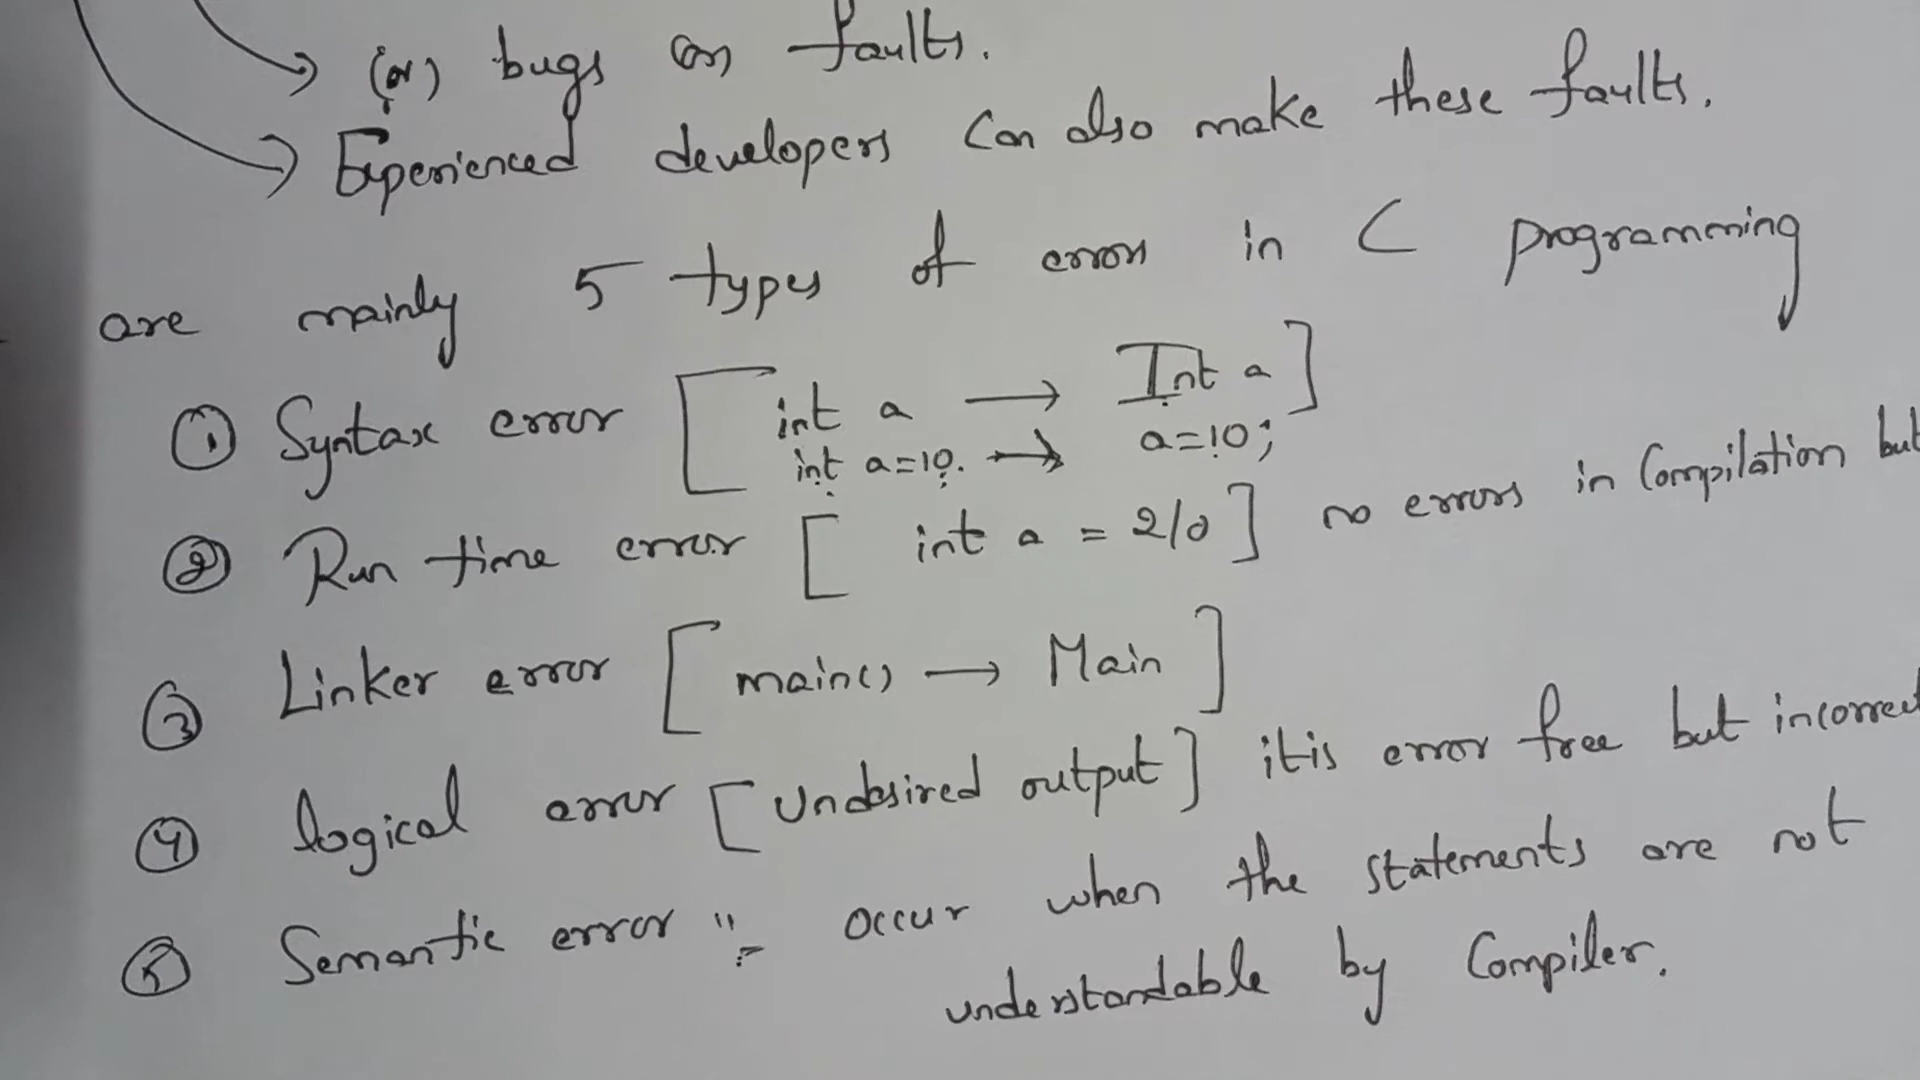 (or) bugs or faults.
Experienced developers can also make these faults.
are mainly 5 types of errors in C programming
① Syntax error [ int a → Int a ]
int a=10. → a=10;
② Run time error [ int a = 2/0 ] no errors in Compilation but
③ Linker error [ main() → Main ]
④ logical error [ Undesired output ] it is error free but incorrect
⑤ Semantic error :- occur when the statements are not
understandable by Compiler.